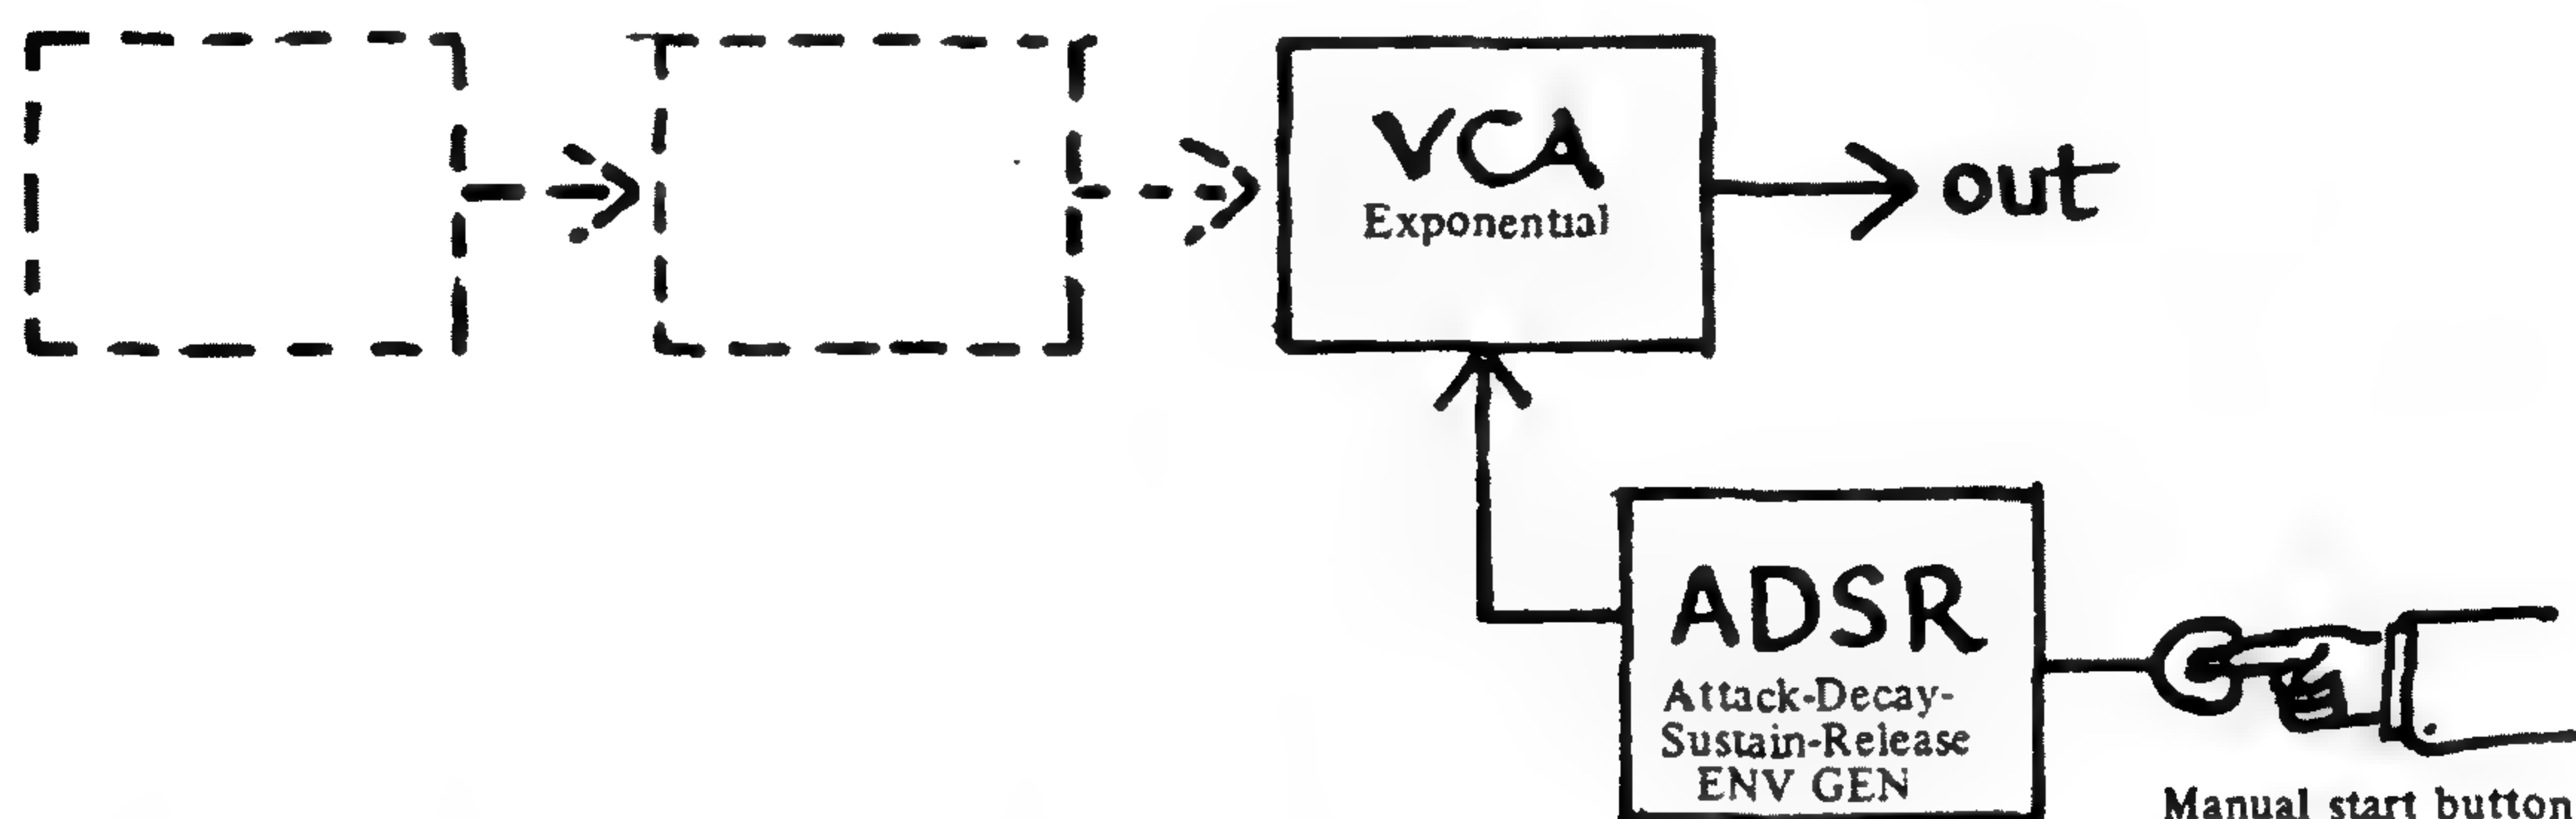 VCA
Exponential
out
ADSR
Attack-Decay-
Sustain-Release
ENV GEN
Manual start button